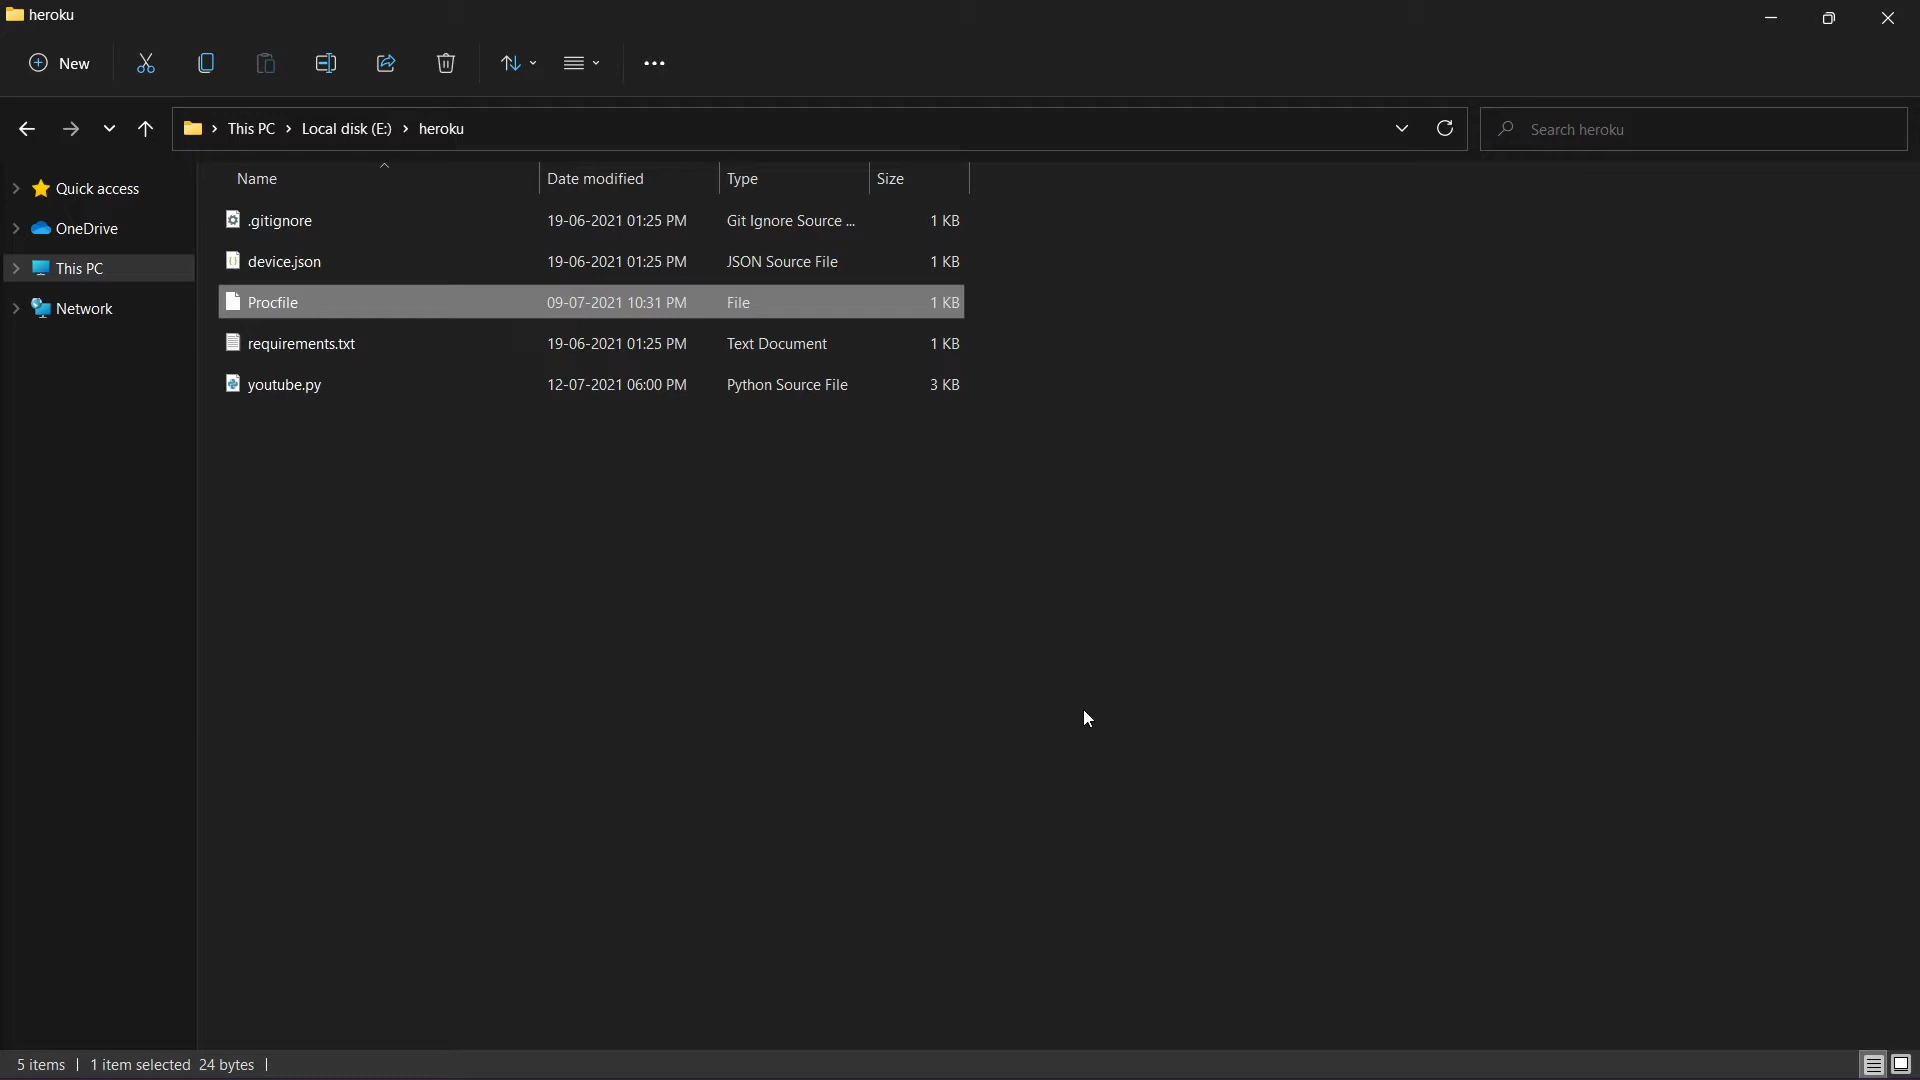 heroku
New
This PC > Local disk (E:) > heroku
Search heroku
Quick access
OneDrive
This PC
Network
Name Date modified Type Size
.gitignore 19-06-2021 01:25 PM Git Ignore Source ... 1 KB
device.json 19-06-2021 01:25 PM JSON Source File 1 KB
Procfile 09-07-2021 10:31 PM File 1 KB
requirements.txt 19-06-2021 01:25 PM Text Document 1 KB
youtube.py 12-07-2021 06:00 PM Python Source File 3 KB
5 items | 1 item selected 24 bytes |